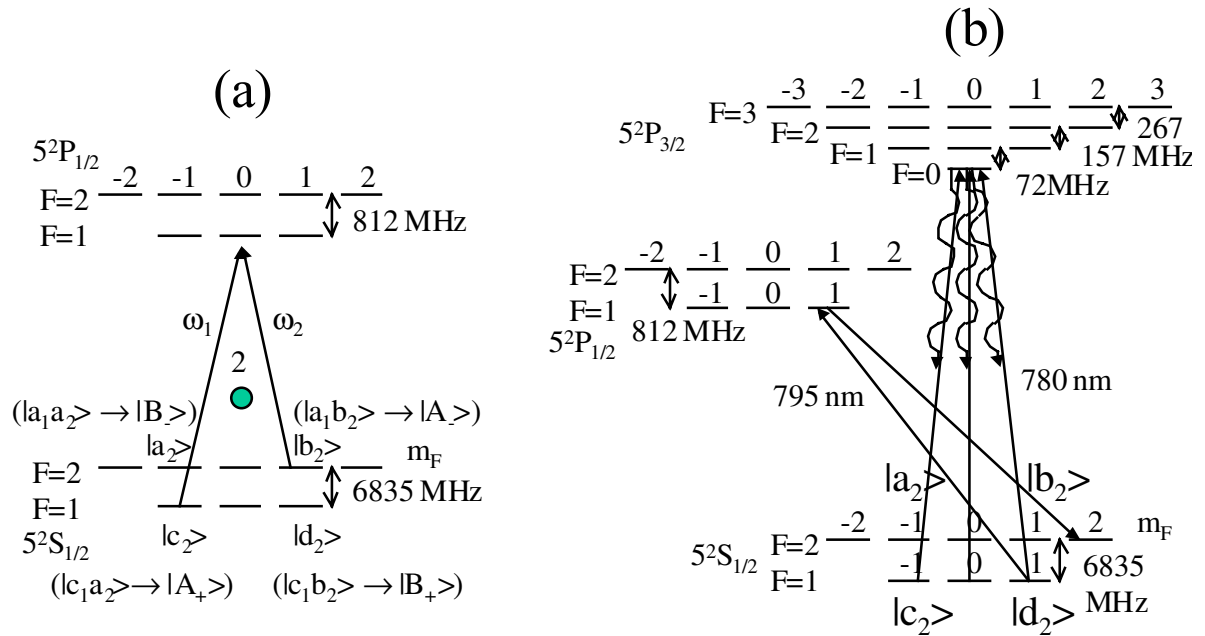 (a)
5²P₁/₂
-2 -1 0 1 2
F=2
F=1
812 MHz
ω₁ ω₂
2
(|a₁a₂> → |B₋>) (|a₁b₂> → |A₋>)
|a₂> |b₂> m_F
F=2
F=1
6835 MHz
5²S₁/₂ |c₂> |d₂>
(|c₁a₂> → |A₊>) (|c₁b₂> → |B₊>)
(b)
-3 -2 -1 0 1 2 3
F=3
5²P₃/₂
F=2
F=1
F=0
267
157 MHz
72MHz
-2 -1 0 1 2
F=2
-1 0 1
F=1
5²P₁/₂
812 MHz
795 nm
780 nm
|a₂> |b₂>
-2 -1 0 1 2 m_F
5²S₁/₂ F=2
-1 0 1
F=1
6835
MHz
|c₂> |d₂>